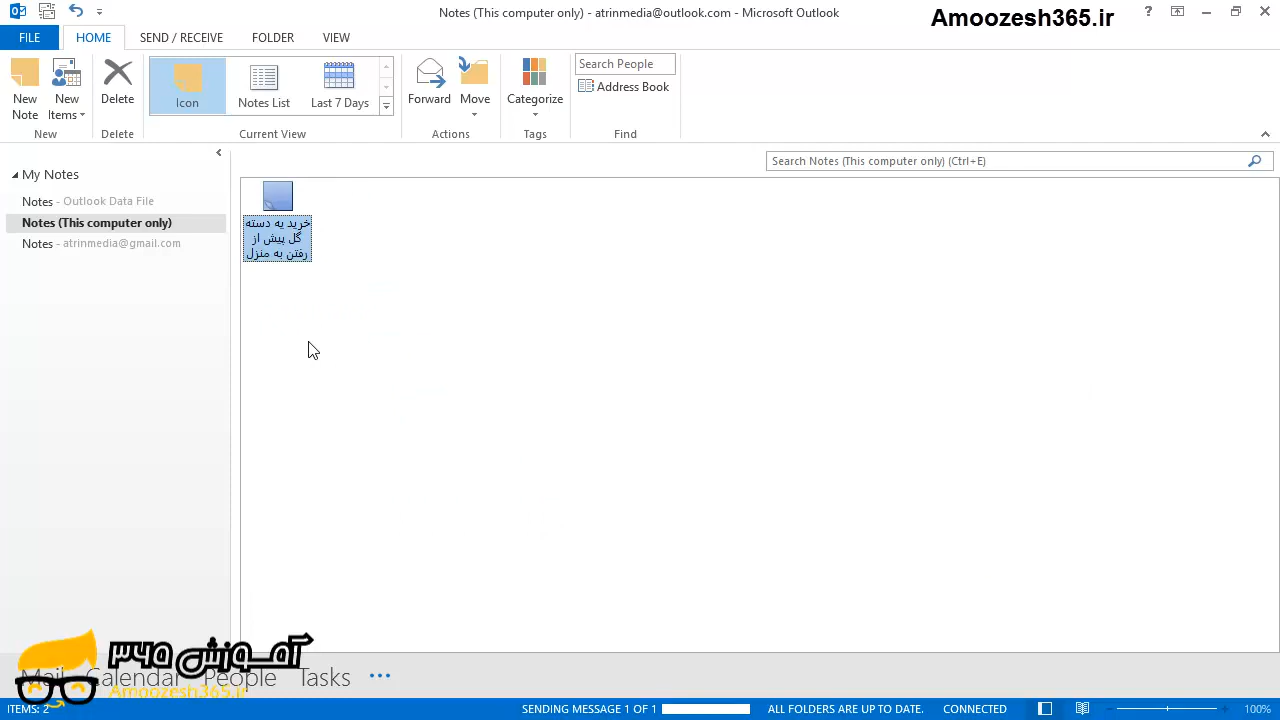 Notes (This computer only) - atrinmedia@outlook.com - Microsoft Outlook
Amoozesh365.ir
?
FILE
HOME
SEND / RECEIVE
FOLDER
VIEW
New Note
New Items
Delete
Icon
Notes List
Last 7 Days
Forward
Move
Categorize
Search People
Address Book
New
Delete
Current View
Actions
Tags
Find
Search Notes (This computer only) (Ctrl+E)
My Notes
Notes - Outlook Data File
Notes (This computer only)
Notes - atrinmedia@gmail.com
خرید یه دسته
گل پیش از
رفتن به منزل
Mail Calendar People Tasks
آموزش ۳۶۵
Amoozesh365.ir
ITEMS: 2
SENDING MESSAGE 1 OF 1
ALL FOLDERS ARE UP TO DATE.
CONNECTED
100%